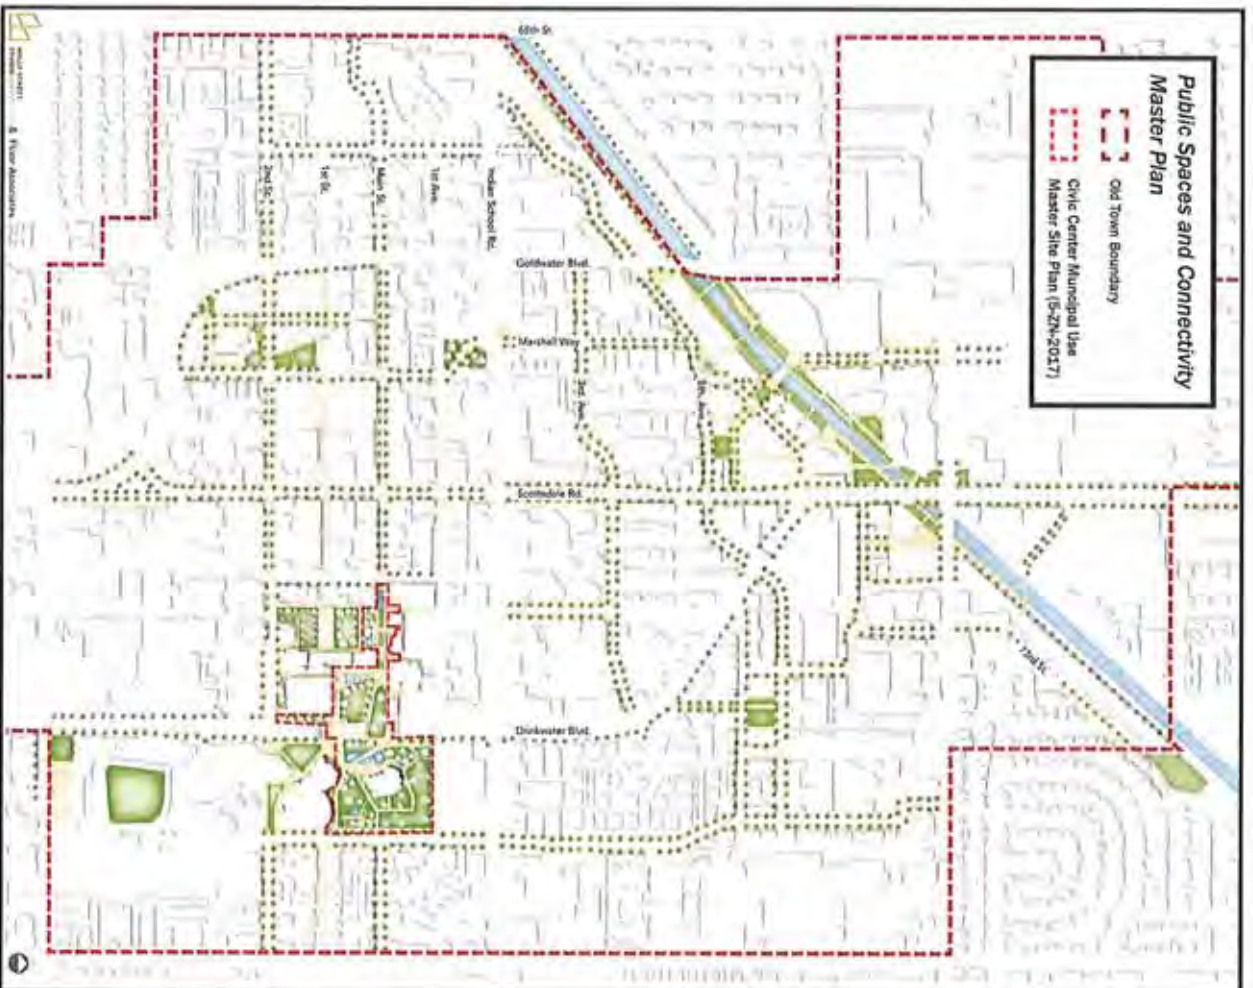 Public Spaces and Connectivity
Master Plan
Old Town Boundary
Civic Center Municipal Use
Master Site Plan (5-ZN-2017)
68th St.
2nd St.
1st St.
Main St.
1st Ave.
Indian School Rd.
Goldwater Blvd.
Marshall Way
3rd. Ave.
5th Ave.
Scottsdale Rd.
73rd St.
Drinkwater Blvd.
& Floor Associates